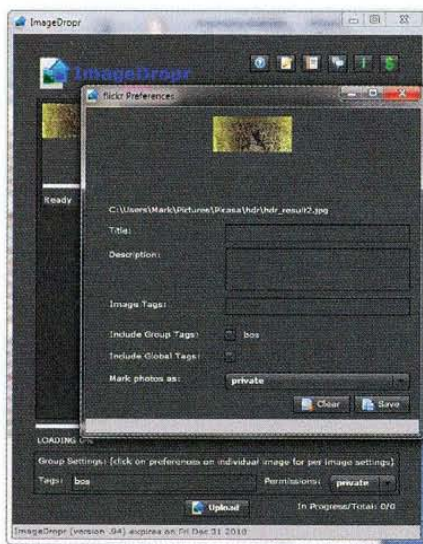 ImageDropr
ImageDropr
flickr Preferences
Ready
C:\Users\Mark\Pictures\Picasa\hdr\hdr_result2.jpg
Title:
Description:
Image Tags:
Include Group Tags: bos
Include Global Tags:
Mark photos as: private
Clear Save
LOADING 0%
Group Settings: (click on preferences on individual image for per image settings)
Tags: bos Permissions: private
Upload In Progress/Total: 0/0
ImageDropr (version .94) expires on Fri Dec 31 2010